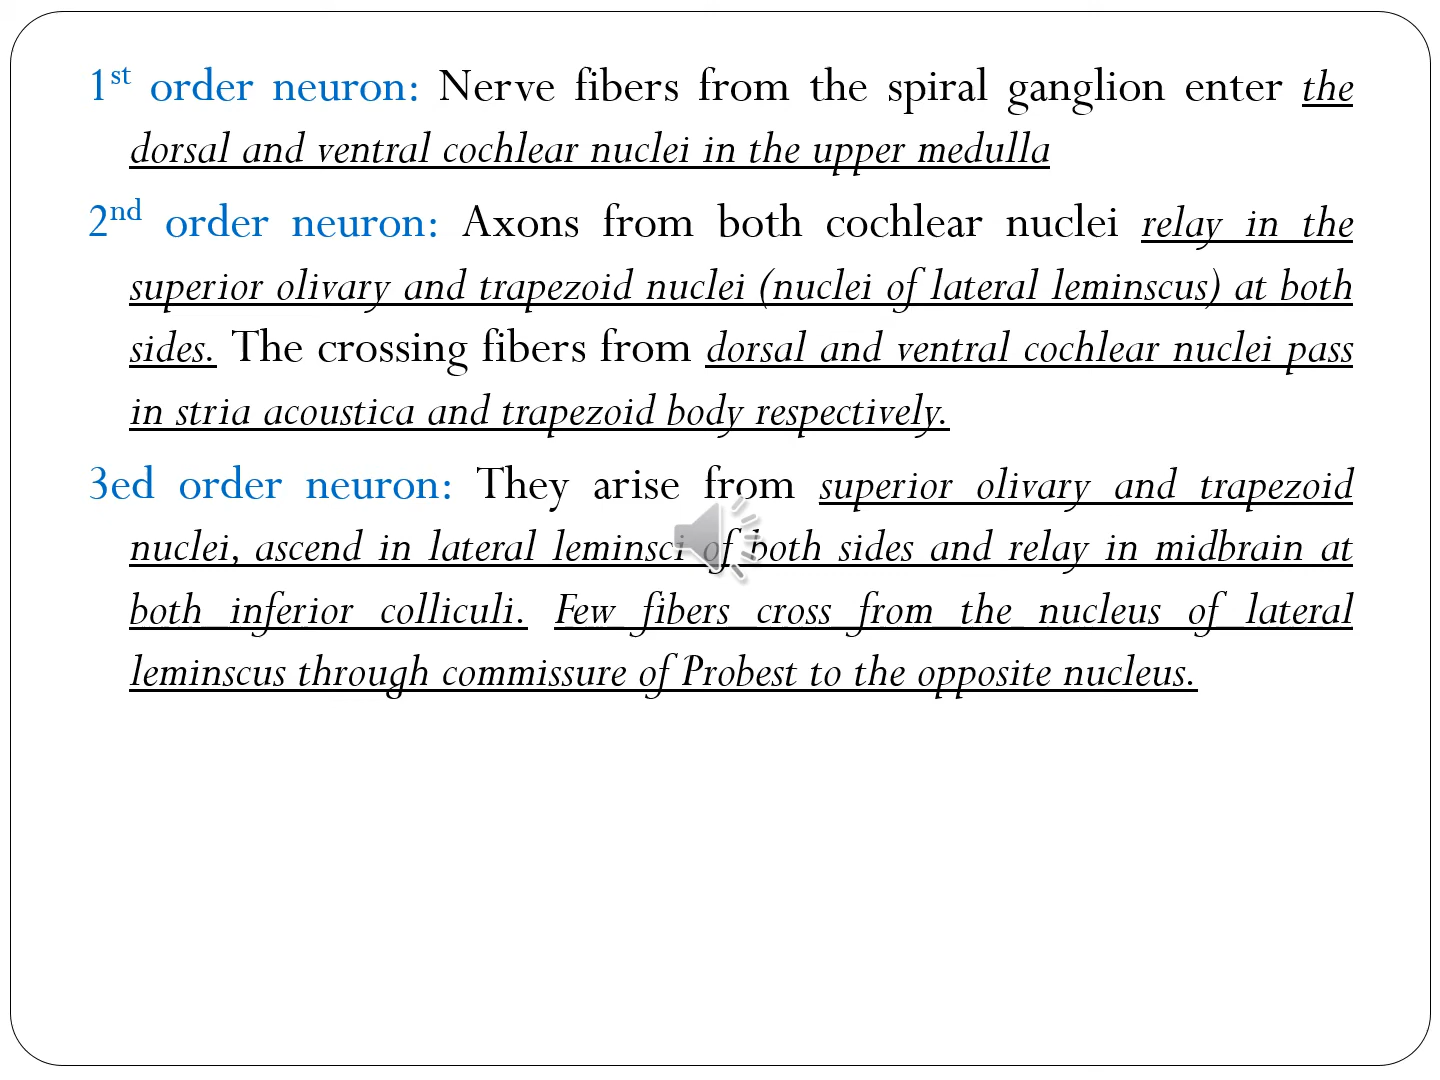 1st order neuron: Nerve fibers from the spiral ganglion enter the
dorsal and ventral cochlear nuclei in the upper medulla
2nd order neuron: Axons from both cochlear nuclei relay in the
superior olivary and trapezoid nuclei (nuclei of lateral leminscus) at both
sides. The crossing fibers from dorsal and ventral cochlear nuclei pass
in stria acoustica and trapezoid body respectively.
3ed order neuron: They arise from superior olivary and trapezoid
nuclei, ascend in lateral leminsci of both sides and relay in midbrain at
both inferior colliculi. Few fibers cross from the nucleus of lateral
leminscus through commissure of Probest to the opposite nucleus.